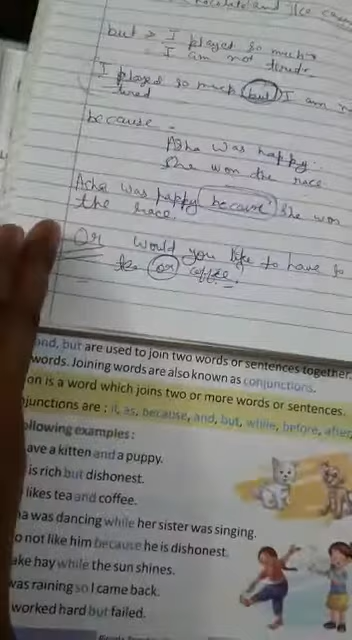 and Ice cream
but → I played so much
I am not tired
I played so much but I am n
tired
because -
Asha was happy
She won the race
Asha was happy because she won
the race.
Or would you like to have
tea or coffee.
and, but are used to join two words or sentences together.
words. Joining words are also known as conjunctions.
on is a word which joins two or more words or sentences.
junctions are : if, as, because, and, but, while, before, after,
ollowing examples :
ave a kitten and a puppy.
is rich but dishonest.
likes tea and coffee.
a was dancing while her sister was singing.
o not like him because he is dishonest.
ake hay while the sun shines.
was raining so I came back.
worked hard but failed.